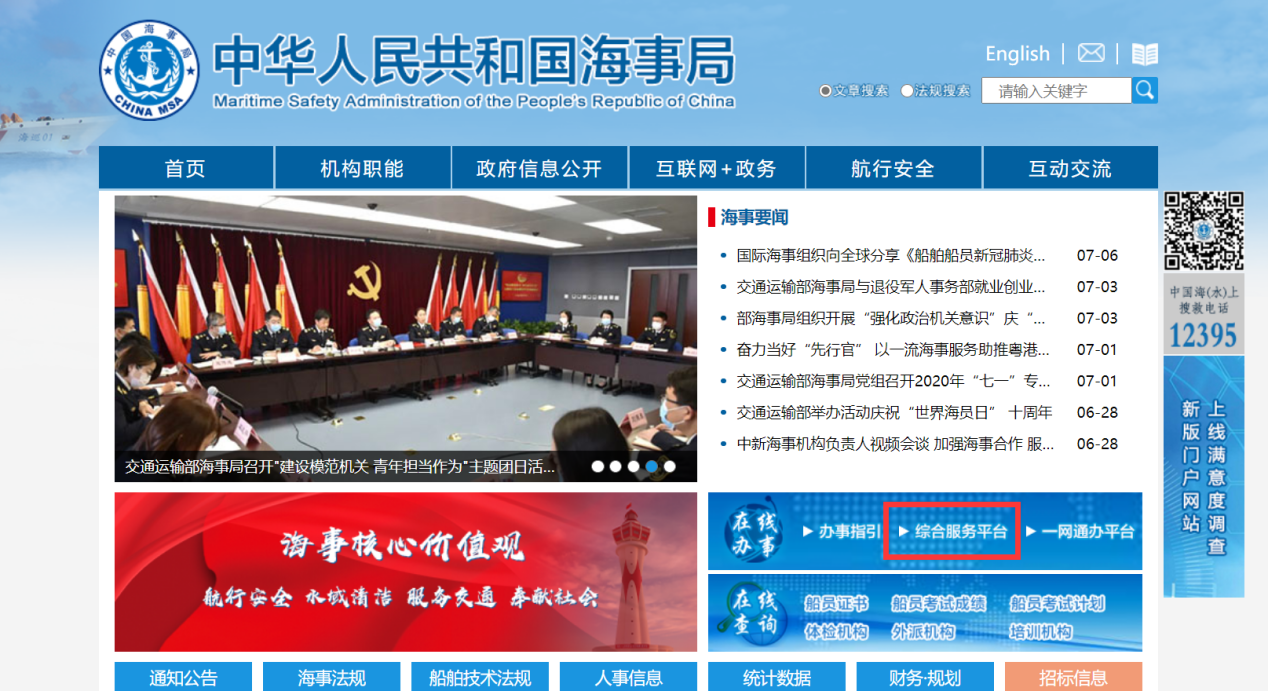 中国海事局
CHINA MSA
中华人民共和国海事局
Maritime Safety Administration of the People's Republic of China
English
文章搜索 法规搜索 请输入关键字
海巡01
首页 机构职能 政府信息公开 互联网+政务 航行安全 互动交流
海事要闻
国际海事组织向全球分享《船舶船员新冠肺炎... 07-06
交通运输部海事局与退役军人事务部就业创业... 07-03
部海事局组织开展“强化政治机关意识”庆“... 07-03
奋力当好“先行官” 以一流海事服务助推粤港... 07-01
交通运输部海事局党组召开2020年“七一”专... 07-01
交通运输部举办活动庆祝“世界海员日” 十周年 06-28
中新海事机构负责人视频会谈 加强海事合作 服... 06-28
交通运输部海事局召开"建设模范机关 青年担当作为"主题团日活...
中国海(水)上
搜救电话
12395
上线满意度调查
新版门户网站
海事核心价值观
航行安全 水域清洁 服务交通 奉献社会
在线
办事
办事指引 综合服务平台 一网通办平台
在线
查询
船员证书 船员考试成绩 船员考试计划
体检机构 外派机构 培训机构
通知公告 海事法规 船舶技术法规 人事信息 统计数据 财务·规划 招标信息